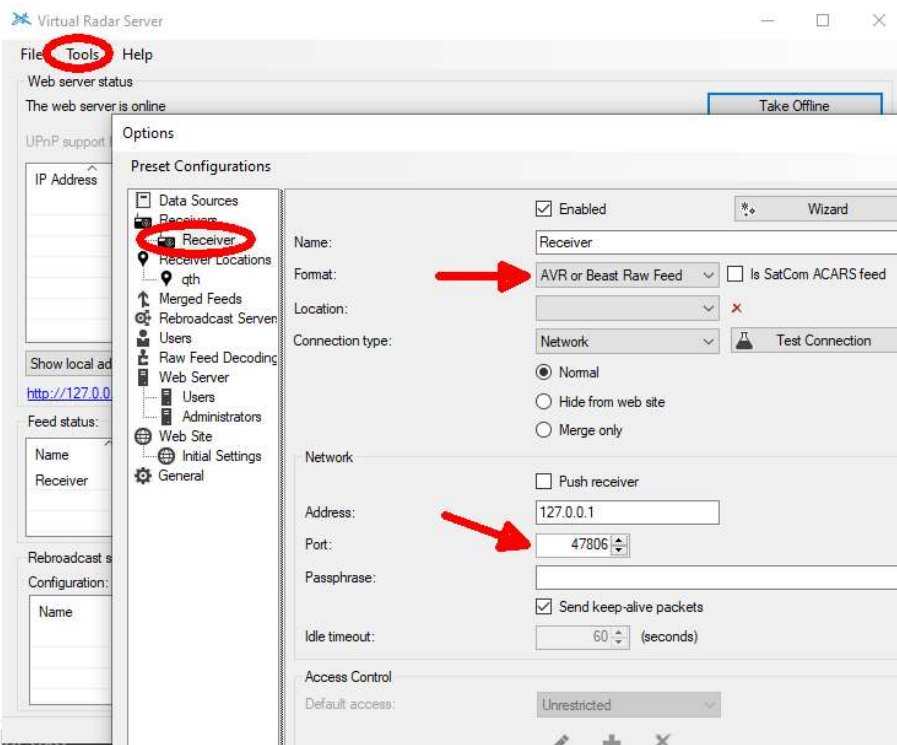 Virtual Radar Server
File Tools Help
Web server status
The web server is online
Take Offline
UPnP support
IP Address
Show local ad
http://127.0.0
Feed status:
Name
Receiver
Rebroadcast s
Configuration:
Name
Options
Preset Configurations
Data Sources
Receivers
Receiver
Receiver Locations
qth
Merged Feeds
Rebroadcast Server
Users
Raw Feed Decoding
Web Server
Users
Administrators
Web Site
Initial Settings
General
Enabled
Wizard
Name: Receiver
Format: AVR or Beast Raw Feed Is SatCom ACARS feed
Location:
Connection type: Network Test Connection
Normal
Hide from web site
Merge only
Network
Push receiver
Address: 127.0.0.1
Port: 47806
Passphrase:
Send keep-alive packets
Idle timeout: 60 (seconds)
Access Control
Default access: Unrestricted